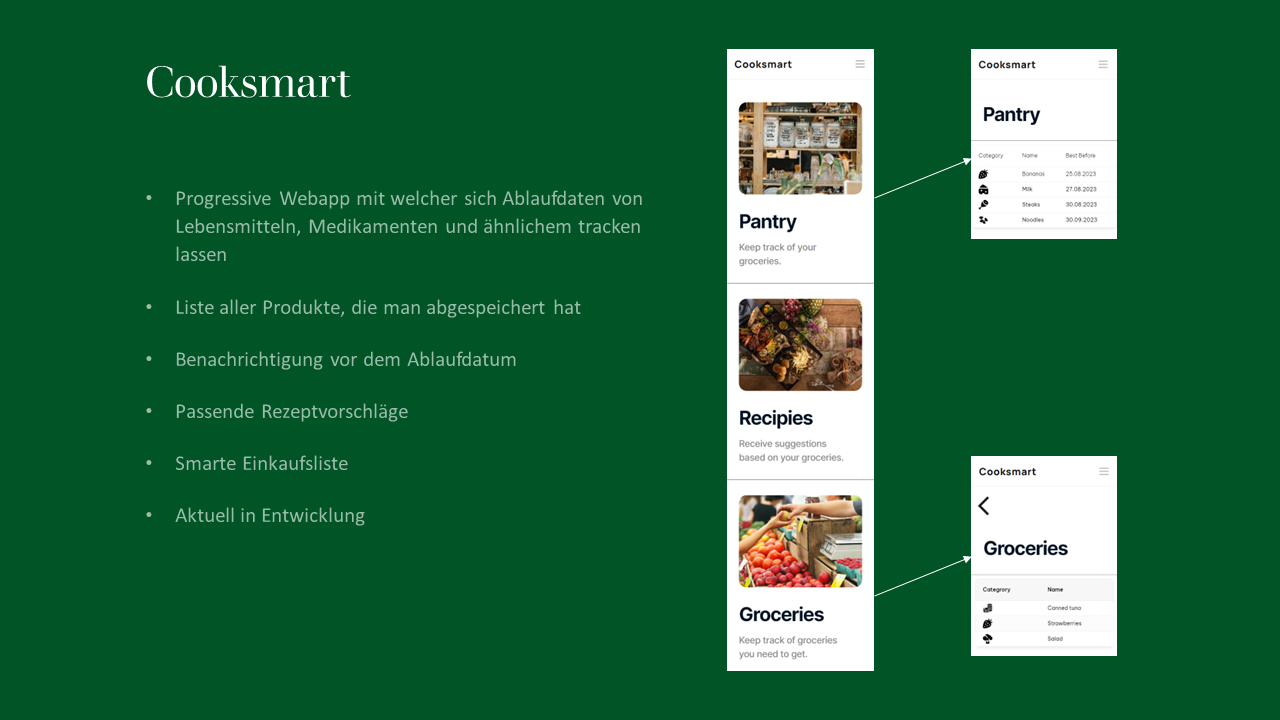 Cooksmart
• Progressive Webapp mit welcher sich Ablaufdaten von
Lebensmitteln, Medikamenten und ähnlichem tracken
lassen
• Liste aller Produkte, die man abgespeichert hat
• Benachrichtigung vor dem Ablaufdatum
• Passende Rezeptvorschläge
• Smarte Einkaufsliste
• Aktuell in Entwicklung
Cooksmart
Pantry
Keep track of your
groceries.
Recipies
Receive suggestions
based on your groceries.
Groceries
Keep track of groceries
you need to get.
Cooksmart
Pantry
Category Name Best Before
Bananas 25.08.2023
Milk 27.08.2023
Steaks 30.08.2023
Noodles 30.09.2023
Cooksmart
Groceries
Categrory Name
Canned tuna
Strawberries
Salad